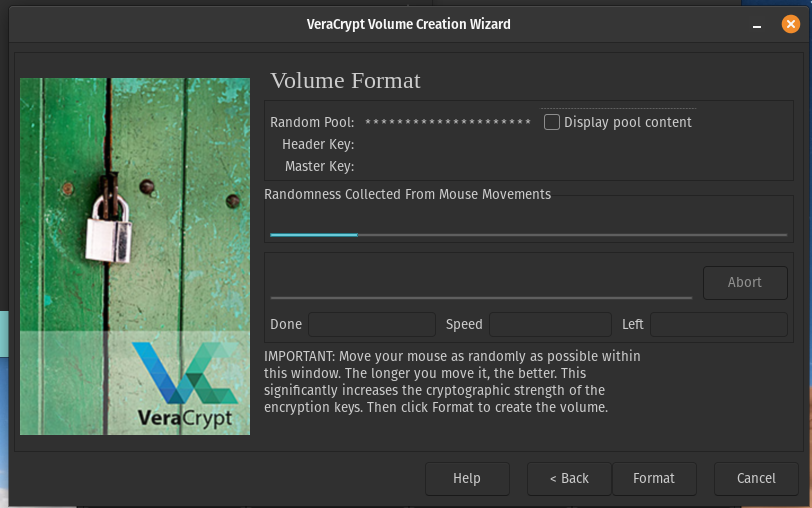 VeraCrypt Volume Creation Wizard
Volume Format
Random Pool: ********************* Display pool content
Header Key:
Master Key:
Randomness Collected From Mouse Movements
Abort
Done Speed Left
IMPORTANT: Move your mouse as randomly as possible within
this window. The longer you move it, the better. This
significantly increases the cryptographic strength of the
encryption keys. Then click Format to create the volume.
VeraCrypt
Help < Back Format Cancel